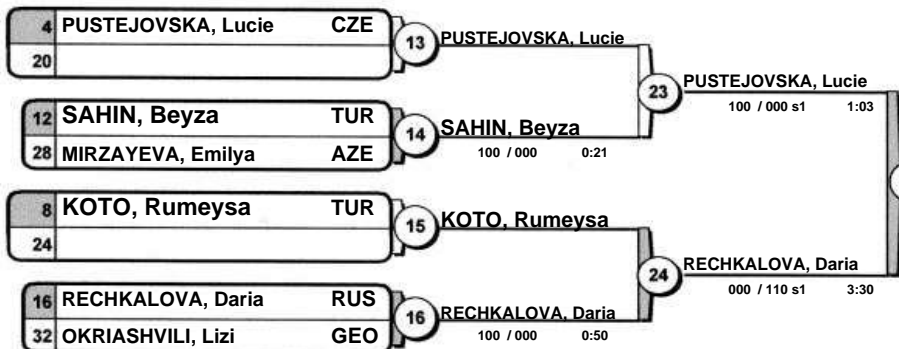 4 PUSTEJOVSKA, Lucie CZE
20
13 PUSTEJOVSKA, Lucie
12 SAHIN, Beyza TUR
28 MIRZAYEVA, Emilya AZE
14 SAHIN, Beyza
100 / 000 0:21
23 PUSTEJOVSKA, Lucie
100 / 000 s1 1:03
8 KOTO, Rumeysa TUR
24
15 KOTO, Rumeysa
16 RECHKALOVA, Daria RUS
32 OKRIASHVILI, Lizi GEO
16 RECHKALOVA, Daria
100 / 000 0:50
24 RECHKALOVA, Daria
000 / 110 s1 3:30